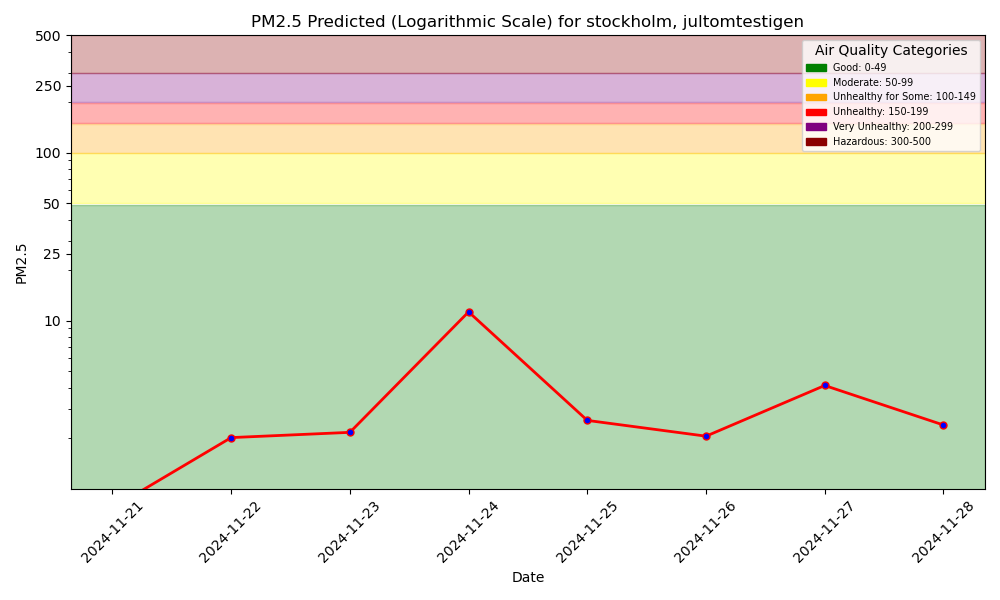 PM2.5 Predicted (Logarithmic Scale) for stockholm, jultomtestigen
Air Quality Categories
Good: 0-49
Moderate: 50-99
Unhealthy for Some: 100-149
Unhealthy: 150-199
Very Unhealthy: 200-299
Hazardous: 300-500
500
250
100
50
25
10
PM2.5
2024-11-21
2024-11-22
2024-11-23
2024-11-24
2024-11-25
2024-11-26
2024-11-27
2024-11-28
Date